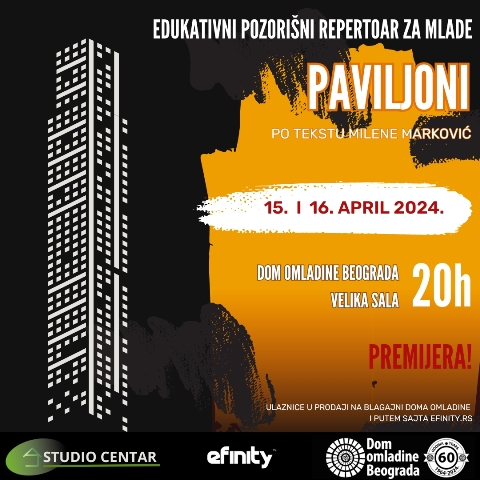 EDUKATIVNI POZORIŠNI REPERTOAR ZA MLADE
PAVILJONI
PO TEKSTU MILENE MARKOVIĆ
15. I 16. APRIL 2024.
DOM OMLADINE BEOGRADA
VELIKA SALA
20h
PREMIJERA!
ULAZNICE U PRODAJI NA BLAGAJNI DOMA OMLADINE
I PUTEM SAJTA EFINITY.RS
STUDIO CENTAR
efinity
Dom
omladine
Beograda
60
1964-2024